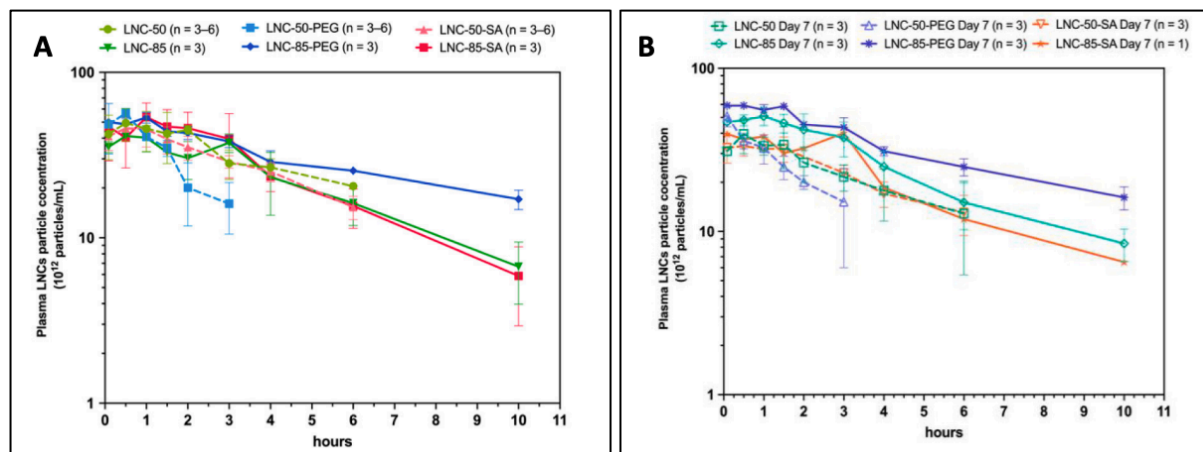 A
LNC-50 (n = 3–6) LNC-50-PEG (n = 3–6) LNC-50-SA (n = 3–6)
LNC-85 (n = 3) LNC-85-PEG (n = 3) LNC-85-SA (n = 3)
Plasma LNCs particle cocentration
(10¹² particles/mL)
100
10
1
0 1 2 3 4 5 6 7 8 9 10 11
hours
B
LNC-50 Day 7 (n = 3) LNC-50-PEG Day 7 (n = 3) LNC-50-SA Day 7 (n = 3)
LNC-85 Day 7 (n = 3) LNC-85-PEG Day 7 (n = 3) LNC-85-SA Day 7 (n = 1)
Plasma LNCs particle cocentration
(10¹² particles/mL)
100
10
1
0 1 2 3 4 5 6 7 8 9 10 11
hours